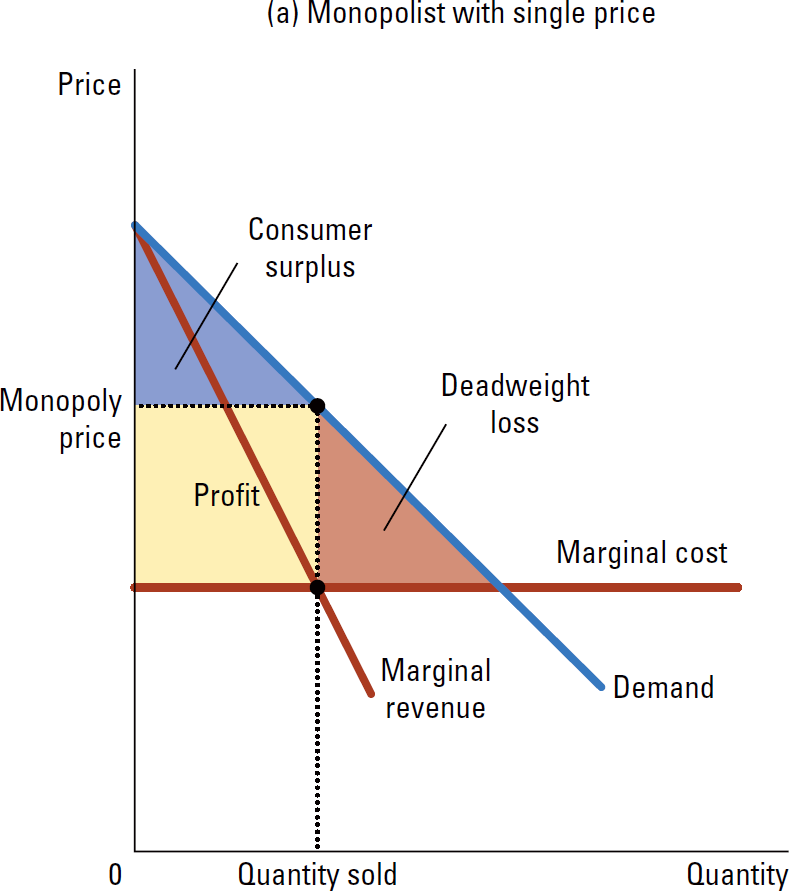 (a) Monopolist with single price
Price
Consumer
surplus
Monopoly
price
Deadweight
loss
Profit
Marginal cost
Marginal
revenue
Demand
0
Quantity sold
Quantity